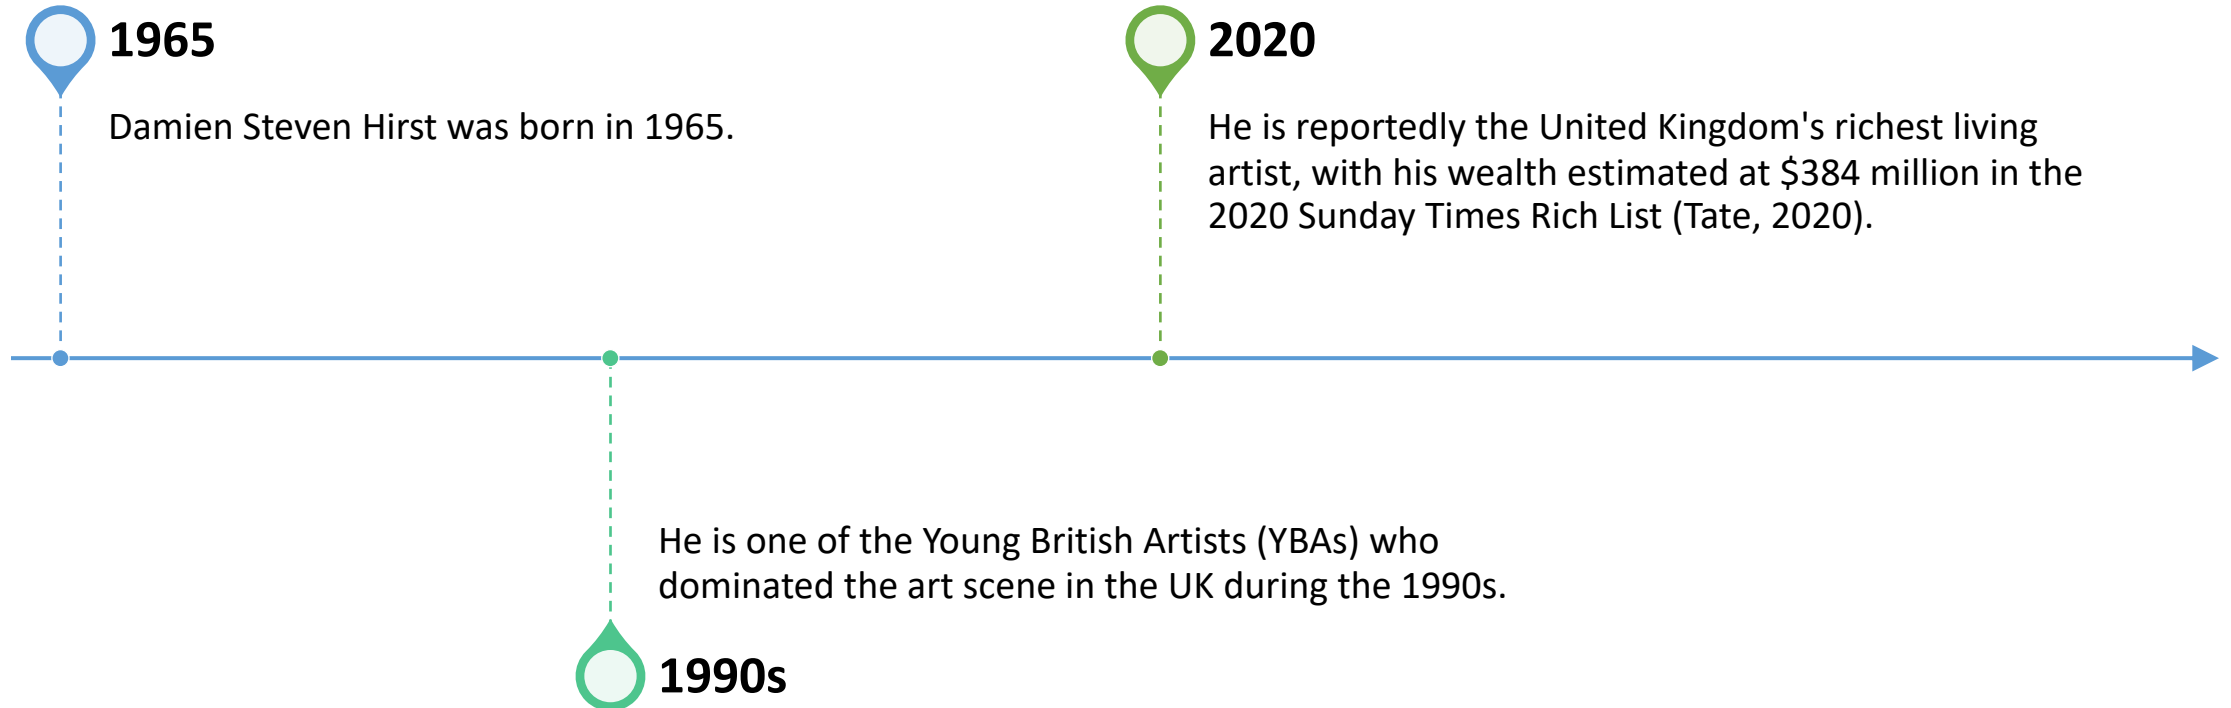 1965
Damien Steven Hirst was born in 1965.
2020
He is reportedly the United Kingdom's richest living
artist, with his wealth estimated at $384 million in the
2020 Sunday Times Rich List (Tate, 2020).
He is one of the Young British Artists (YBAs) who
dominated the art scene in the UK during the 1990s.
1990s